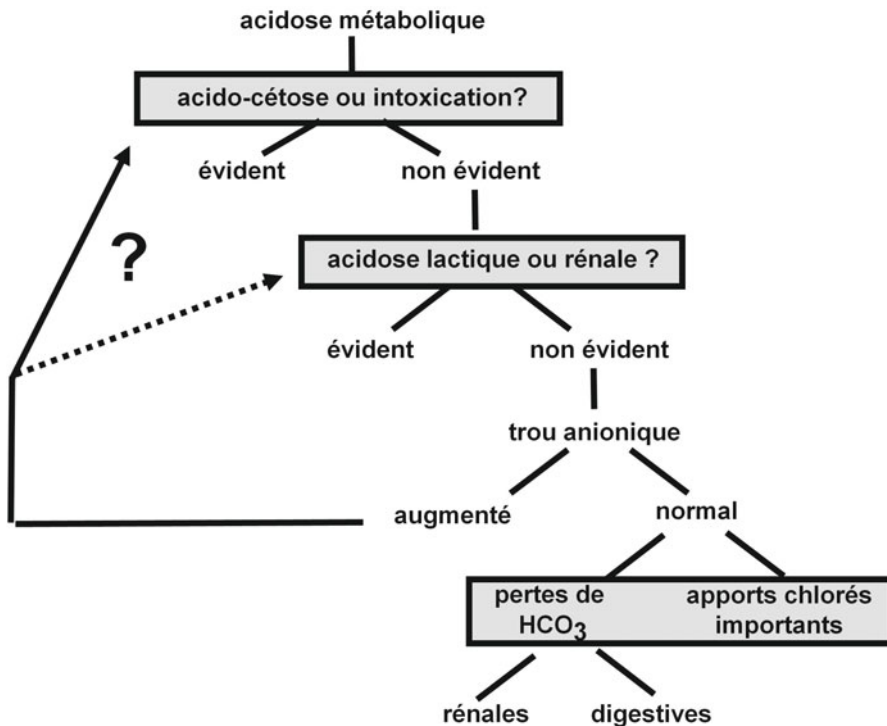 acidose métabolique
acido-cétose ou intoxication?
évident non évident
?
acidose lactique ou rénale ?
évident non évident
trou anionique
augmenté normal
pertes de apports chlorés
HCO3 importants
rénales digestives